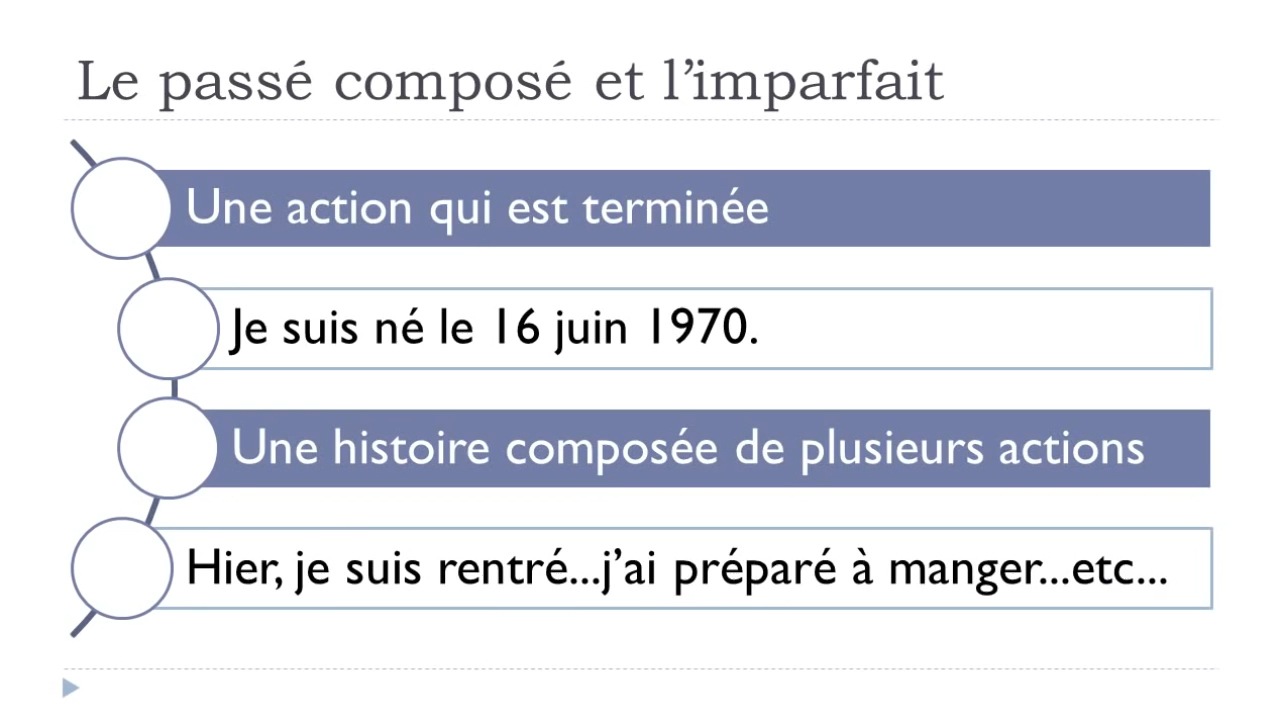 Le passé composé et l’imparfait
Une action qui est terminée
Je suis né le 16 juin 1970.
Une histoire composée de plusieurs actions
Hier, je suis rentré...j’ai préparé à manger...etc...